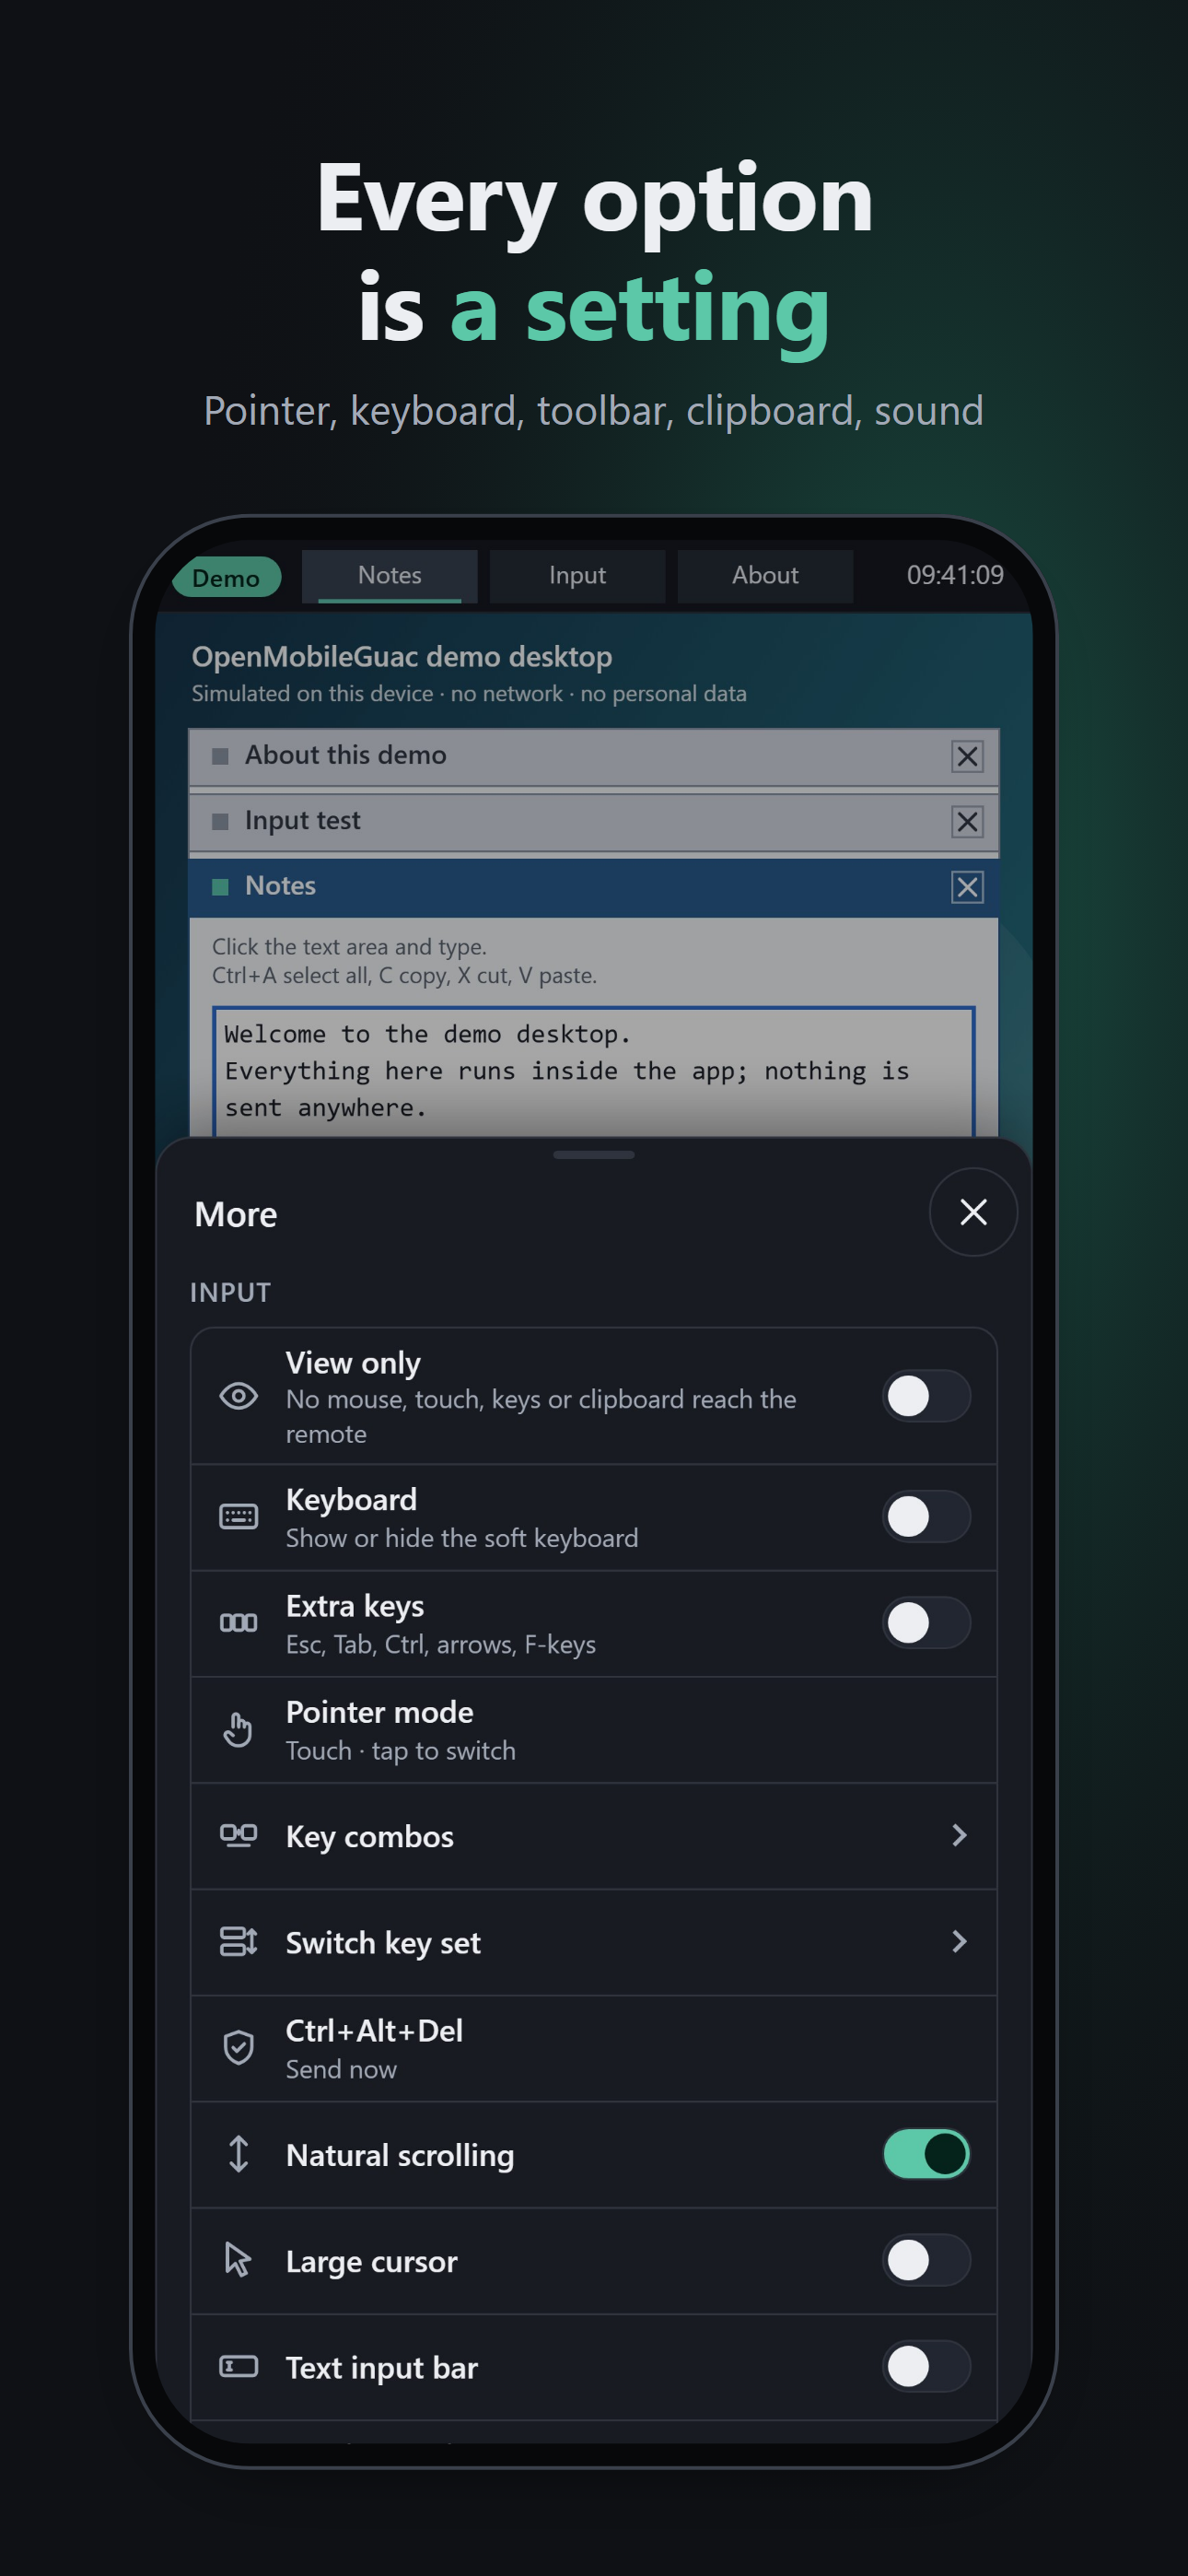 Every option
is a setting
Pointer, keyboard, toolbar, clipboard, sound
Demo
Notes
Input
About
09:41:09
OpenMobileGuac demo desktop
Simulated on this device · no network · no personal data
About this demo
Input test
Notes
Click the text area and type.
Ctrl+A select all, C copy, X cut, V paste.
Welcome to the demo desktop.
Everything here runs inside the app; nothing is
sent anywhere.
More
INPUT
View only
No mouse, touch, keys or clipboard reach the
remote
Keyboard
Show or hide the soft keyboard
Extra keys
Esc, Tab, Ctrl, arrows, F-keys
Pointer mode
Touch · tap to switch
Key combos
Switch key set
Ctrl+Alt+Del
Send now
Natural scrolling
Large cursor
Text input bar